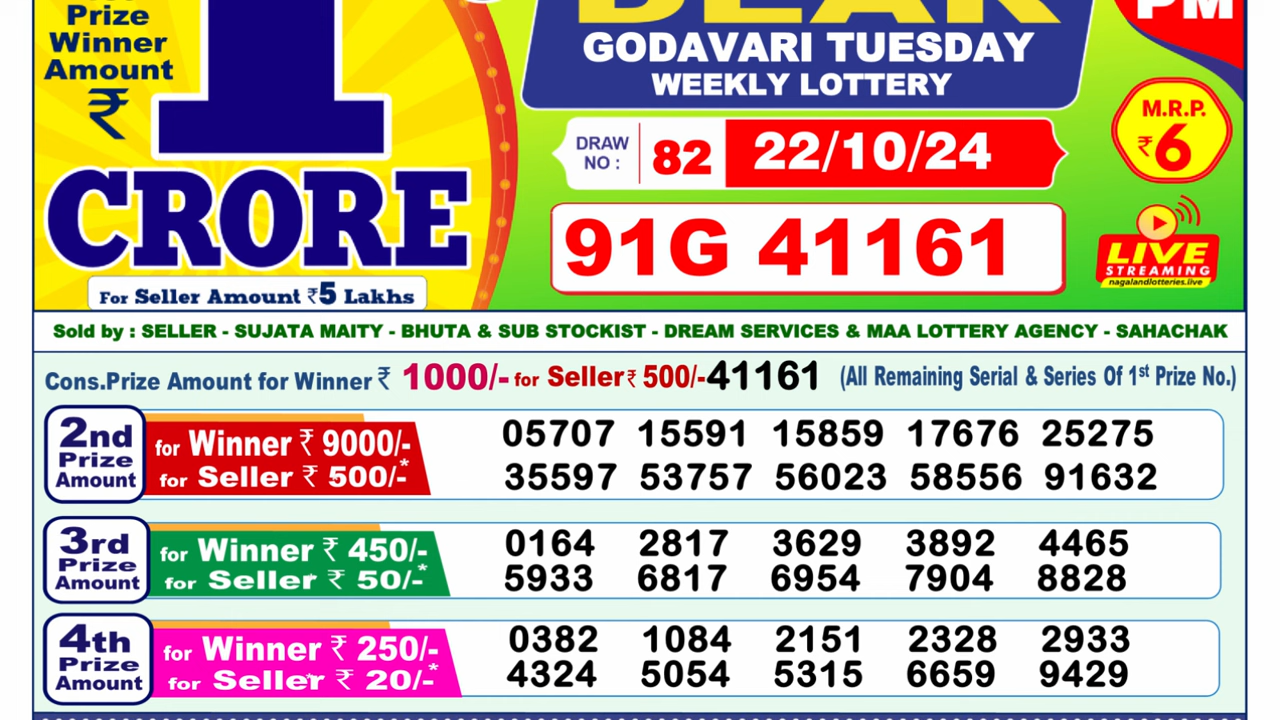 Prize
Winner
Amount
₹
1
CRORE
For Seller Amount ₹5 Lakhs
DEAR
GODAVARI TUESDAY
WEEKLY LOTTERY
PM
DRAW NO : 82 22/10/24
M.R.P.
₹6
91G 41161
LIVE
STREAMING
nagalandlotteries.live
Sold by : SELLER - SUJATA MAITY - BHUTA & SUB STOCKIST - DREAM SERVICES & MAA LOTTERY AGENCY - SAHACHAK
Cons.Prize Amount for Winner ₹ 1000/- for Seller ₹ 500/- 41161 (All Remaining Serial & Series Of 1st Prize No.)
2nd
Prize
Amount
for Winner ₹ 9000/-
for Seller ₹ 500/-*
05707 15591 15859 17676 25275
35597 53757 56023 58556 91632
3rd
Prize
Amount
for Winner ₹ 450/-
for Seller ₹ 50/-*
0164 2817 3629 3892 4465
5933 6817 6954 7904 8828
4th
Prize
Amount
for Winner ₹ 250/-
for Seller ₹ 20/-*
0382 1084 2151 2328 2933
4324 5054 5315 6659 9429